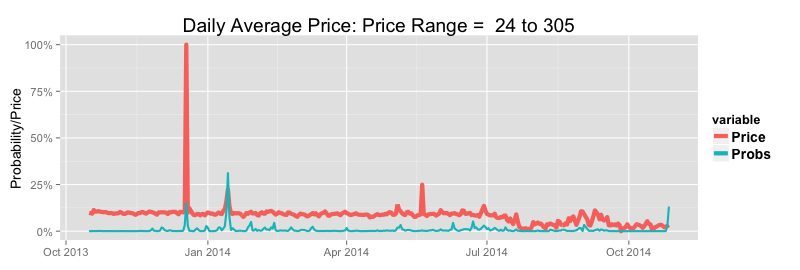 Daily Average Price: Price Range =  24 to 305
Probability/Price
100%
75%
50%
25%
0%
Oct 2013
Jan 2014
Apr 2014
Jul 2014
Oct 2014
variable
Price
Probs